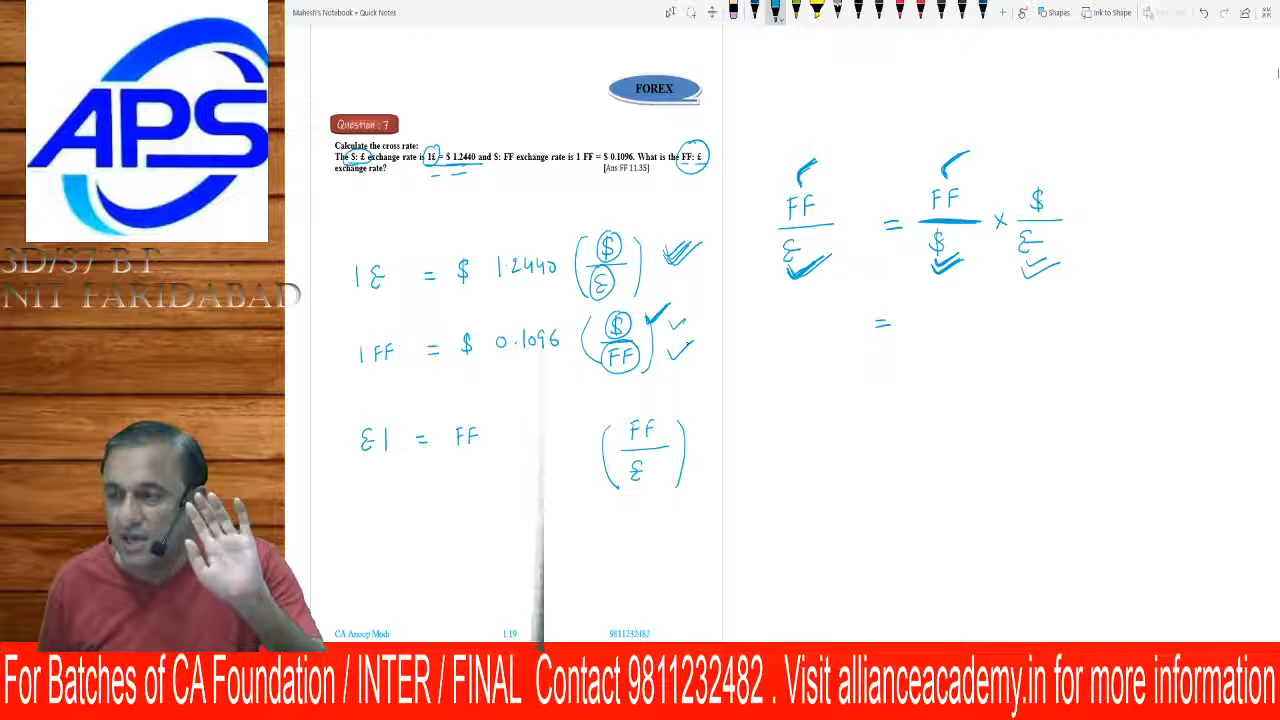 Mahesh's Notebook » Quick Notes
Shapes
Ink to Shape
APS
3D/37 B.P.
NIT FARIDABAD
FOREX
Question : 7
Calculate the cross rate:
The $: £ exchange rate is 1£ = $ 1.2440 and $: FF exchange rate is 1 FF = $ 0.1096. What is the FF: £
exchange rate? [Ans FF 11.35]
1 £ = $ 1.2440 ($/£)
1 FF = $ 0.1096 ($/FF)
£ 1 = FF (FF/£)
FF/£ = FF/$ × $/£
=
CA Anoop Modi 1.19 9811232482
For Batches of CA Foundation / INTER / FINAL Contact 9811232482 . Visit allianceacademy.in for more information